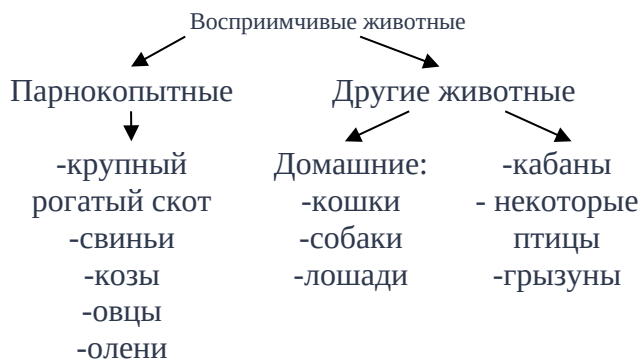 Восприимчивые животные
Парнокопытные
Другие животные
-крупный
рогатый скот
-свиньи
-козы
-овцы
-олени
Домашние:
-кошки
-собаки
-лошади
-кабаны
- некоторые
птицы
-грызуны